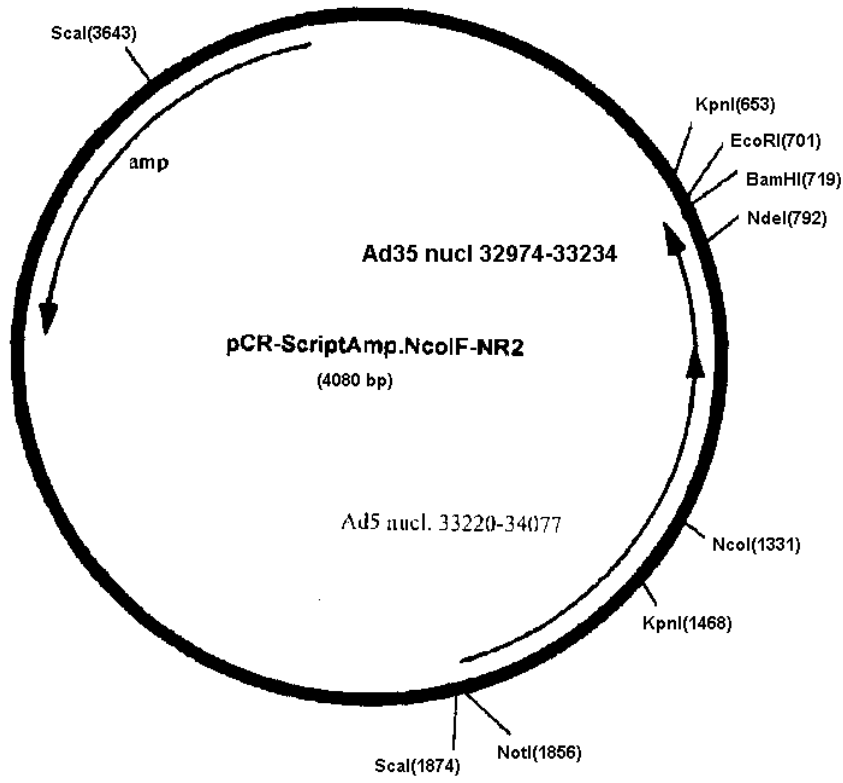 ScaI(3643)
KpnI(653)
EcoRI(701)
BamHI(719)
NdeI(792)
amp
Ad35 nucl 32974-33234
pCR-ScriptAmp.NcoIF-NR2
(4080 bp)
Ad5 nucl. 33220-34077
NcoI(1331)
KpnI(1468)
NotI(1856)
ScaI(1874)